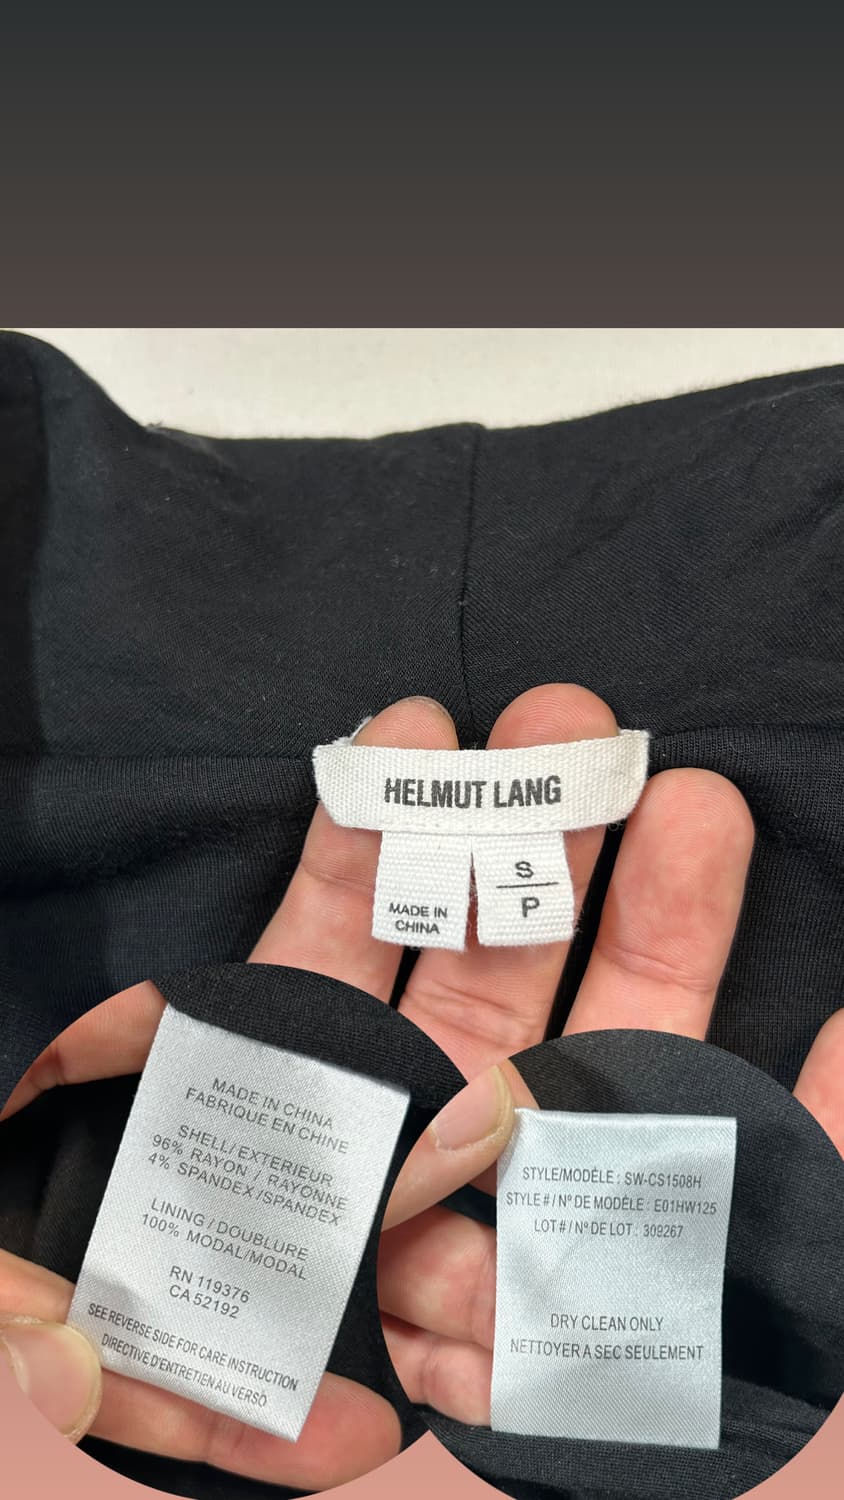 HELMUT LANG
MADE IN
CHINA
S
P
MADE IN CHINA
FABRIQUE EN CHINE
SHELL/EXTERIEUR
96% RAYON / RAYONNE
4% SPANDEX/SPANDEX
LINING / DOUBLURE
100% MODAL/MODAL
RN 119376
CA 52192
SEE REVERSE SIDE FOR CARE INSTRUCTION
DIRECTIVE D'ENTRETIEN AU VERSO
STYLE/MODÈLE : SW-CS1508H
STYLE # / Nº DE MODÈLE : E01HW125
LOT # / Nº DE LOT : 309267
DRY CLEAN ONLY
NETTOYER A SEC SEULEMENT